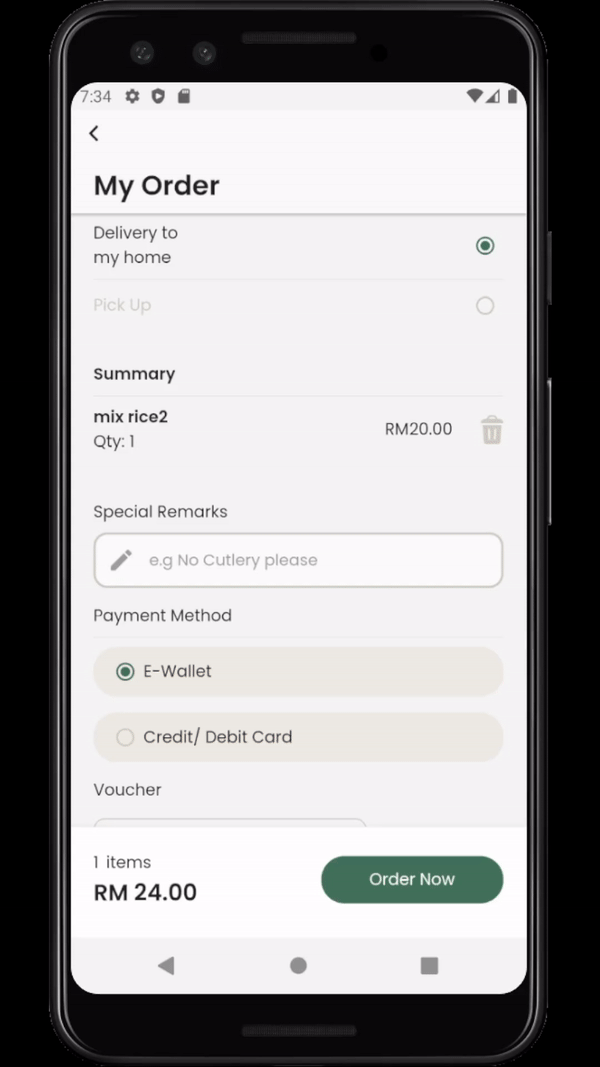 7:34
My Order
Delivery to
my home
Pick Up
Summary
mix rice2
Qty: 1
RM20.00
Special Remarks
e.g No Cutlery please
Payment Method
E-Wallet
Credit/ Debit Card
Voucher
1 items
RM 24.00
Order Now